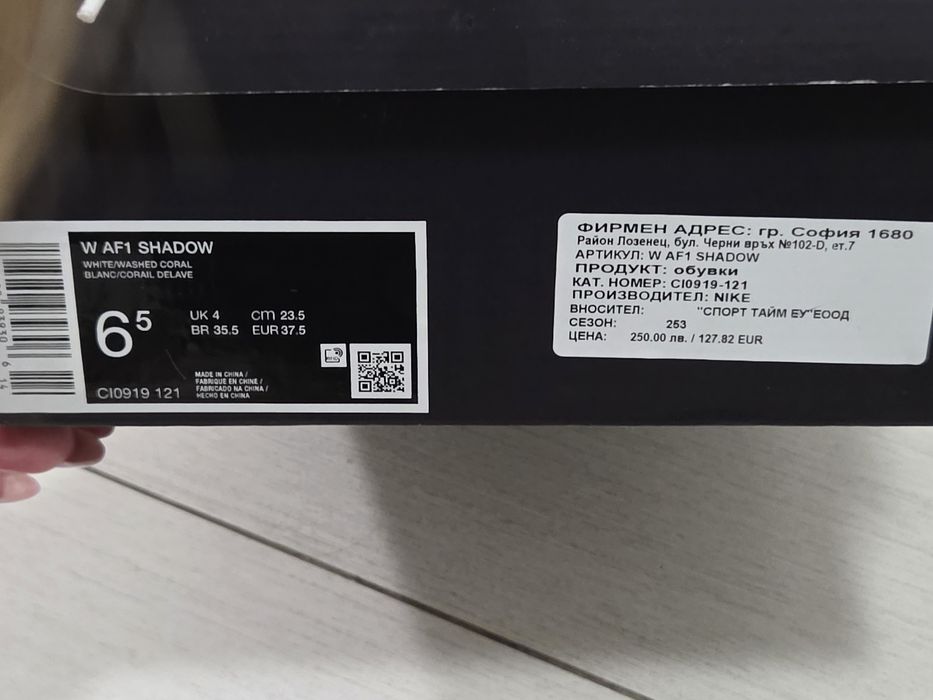 W AF1 SHADOW
WHITE/WASHED CORAL
BLANC/CORAIL DELAVE
6⁵
UK 4 cm 23.5
BR 35.5 EUR 37.5
MADE IN CHINA /
FABRIQUÉ EN CHINE /
FABRICADO NA CHINA /
HECHO EN CHINA
CI0919 121
ФИРМЕН АДРЕС: гр. София 1680
Район Лозенец, бул. Черни връх №102-D, ет.7
АРТИКУЛ: W AF1 SHADOW
ПРОДУКТ: обувки
КАТ. НОМЕР: CI0919-121
ПРОИЗВОДИТЕЛ: NIKE
ВНОСИТЕЛ: "СПОРТ ТАЙМ БУ"ЕООД
СЕЗОН: 253
ЦЕНА: 250.00 лв. / 127.82 EUR